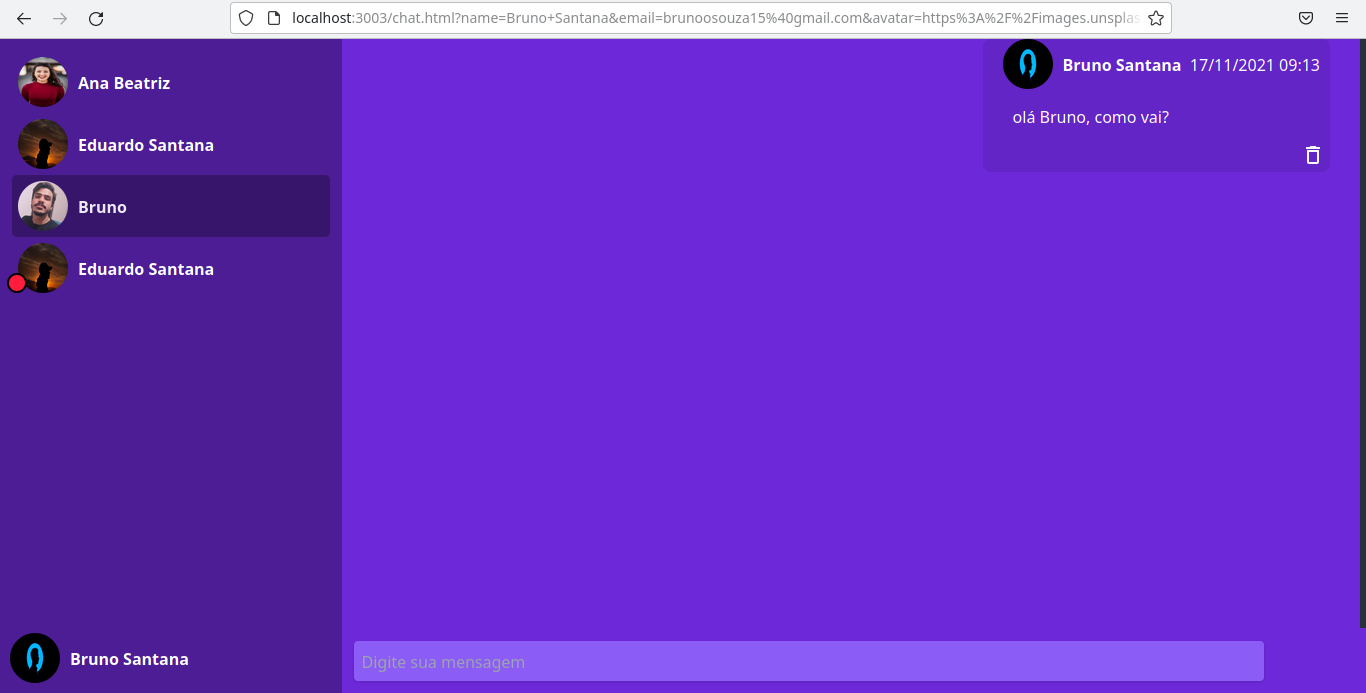 localhost:3003/chat.html?name=Bruno+Santana&email=brunoosouza15%40gmail.com&avatar=https%3A%2F%2Fimages.unsplas
Ana Beatriz
Eduardo Santana
Bruno
Eduardo Santana
Bruno Santana
Bruno Santana 17/11/2021 09:13
olá Bruno, como vai?
Digite sua mensagem